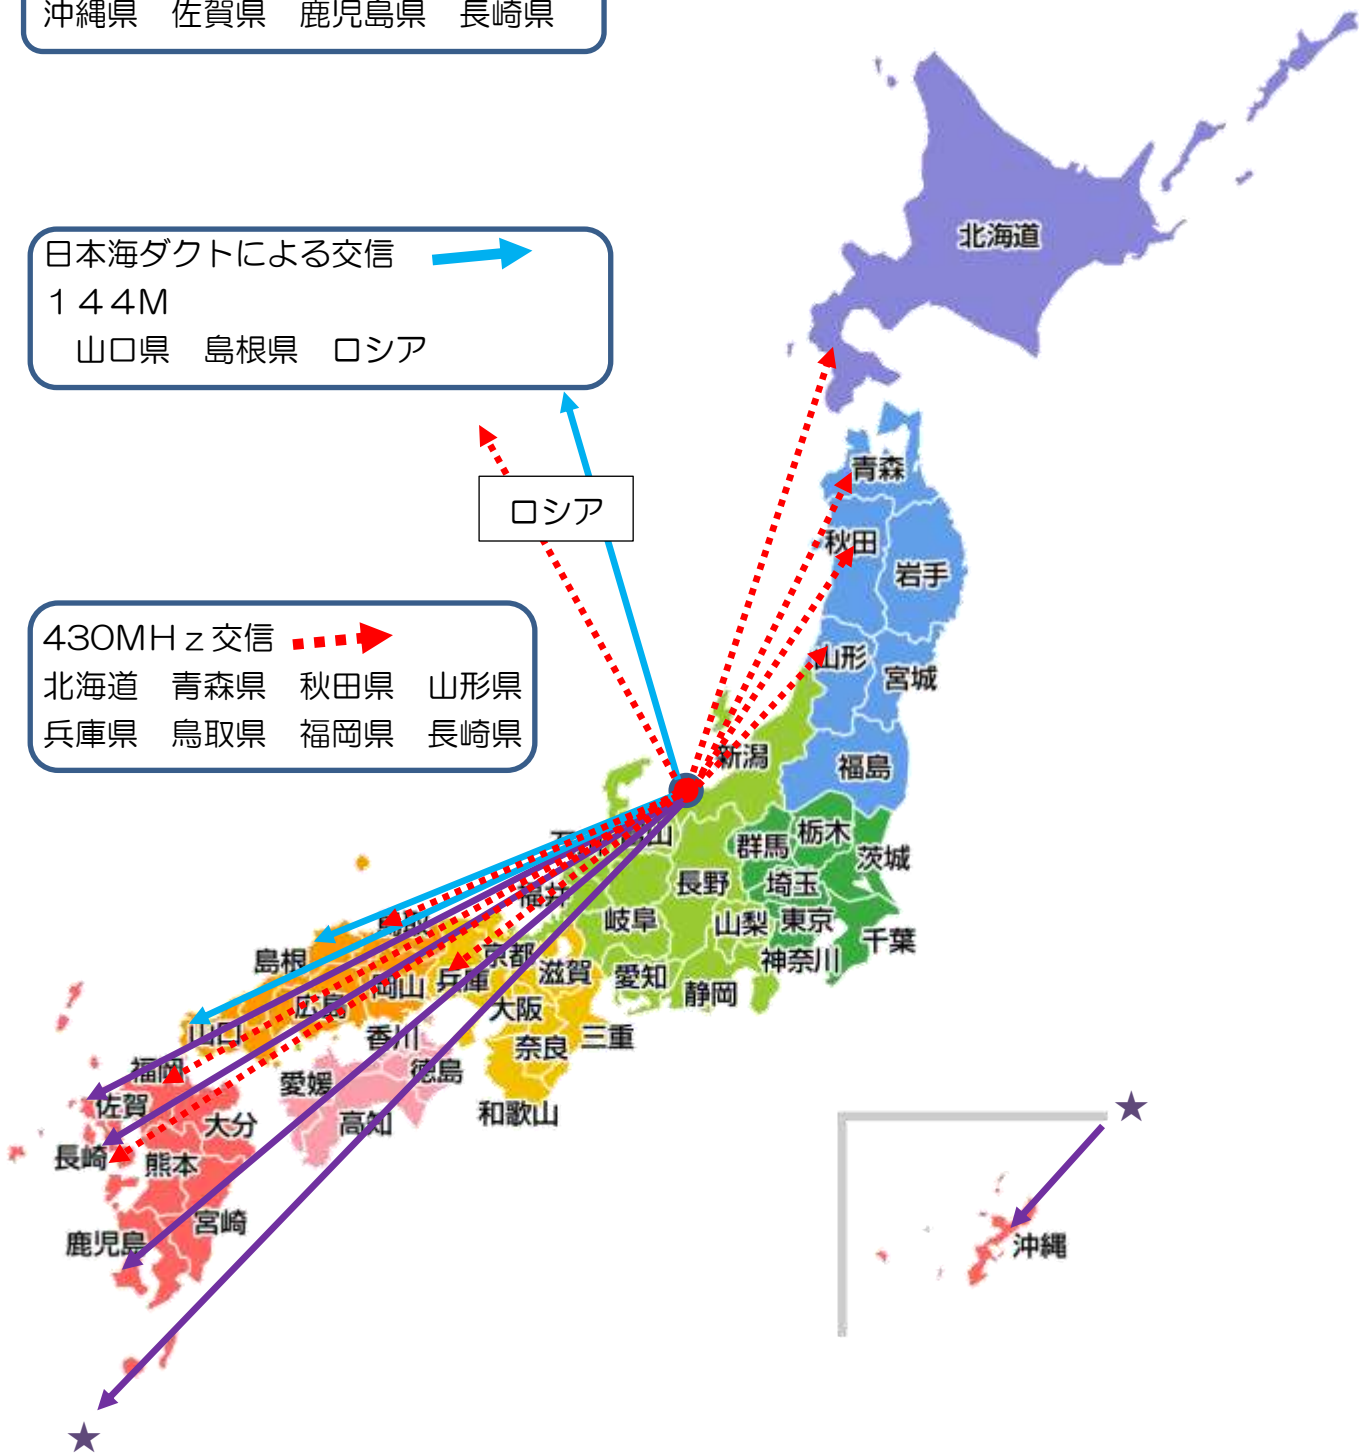 沖縄県　佐賀県　鹿児島県　長崎県
北海道
日本海ダクトによる交信
１４４M
山口県　島根県　ロシア
青森
ロシア
秋田
岩手
430MHｚ交信
北海道　青森県　秋田県　山形県
兵庫県　鳥取県　福岡県　長崎県
山形
宮城
新潟
福島
栃木
群馬
茨城
長野
埼玉
福井
岐阜
山梨
東京
千葉
鳥取
京都
神奈川
島根
滋賀
愛知
兵庫
岡山
静岡
広島
大阪
山口
香川
三重
奈良
福岡
徳島
愛媛
佐賀
和歌山
高知
大分
長崎
熊本
宮崎
鹿児島
沖縄